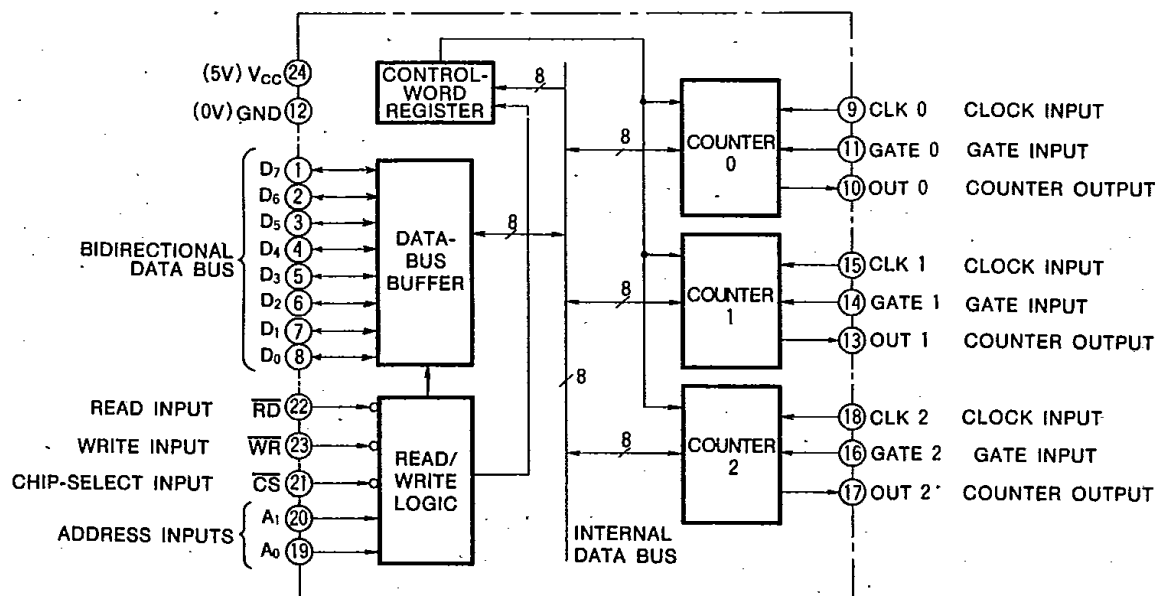 (5V) VCC 24
(0V) GND 12
BIDIRECTIONAL
DATA BUS
D7 1
D6 2
D5 3
D4 4
D3 5
D2 6
D1 7
D0 8
READ INPUT RD 22
WRITE INPUT WR 23
CHIP-SELECT INPUT CS 21
ADDRESS INPUTS
A1 20
A0 19
CONTROL-
WORD
REGISTER
DATA-
BUS
BUFFER
READ/
WRITE
LOGIC
8
8
8
8
8
8
INTERNAL
DATA BUS
COUNTER
0
COUNTER
1
COUNTER
2
9 CLK 0 CLOCK INPUT
11 GATE 0 GATE INPUT
10 OUT 0 COUNTER OUTPUT
15 CLK 1 CLOCK INPUT
14 GATE 1 GATE INPUT
13 OUT 1 COUNTER OUTPUT
18 CLK 2 CLOCK INPUT
16 GATE 2 GATE INPUT
17 OUT 2 COUNTER OUTPUT